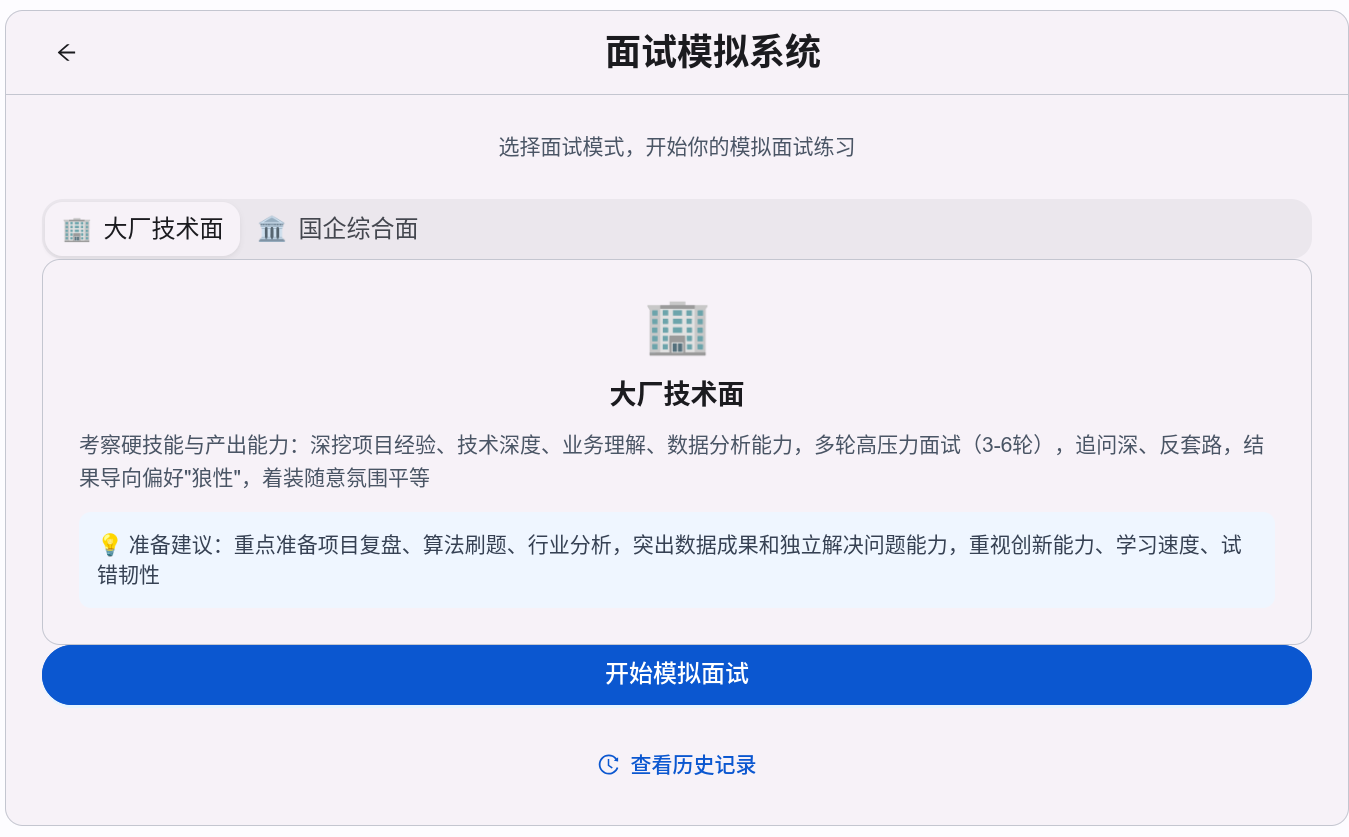 面试模拟系统
选择面试模式，开始你的模拟面试练习
大厂技术面
国企综合面
大厂技术面
考察硬技能与产出能力：深挖项目经验、技术深度、业务理解、数据分析能力，多轮高压力面试（3-6轮），追问深、反套路，结
果导向偏好"狼性"，着装随意氛围平等
准备建议：重点准备项目复盘、算法刷题、行业分析，突出数据成果和独立解决问题能力，重视创新能力、学习速度、试
错韧性
开始模拟面试
查看历史记录